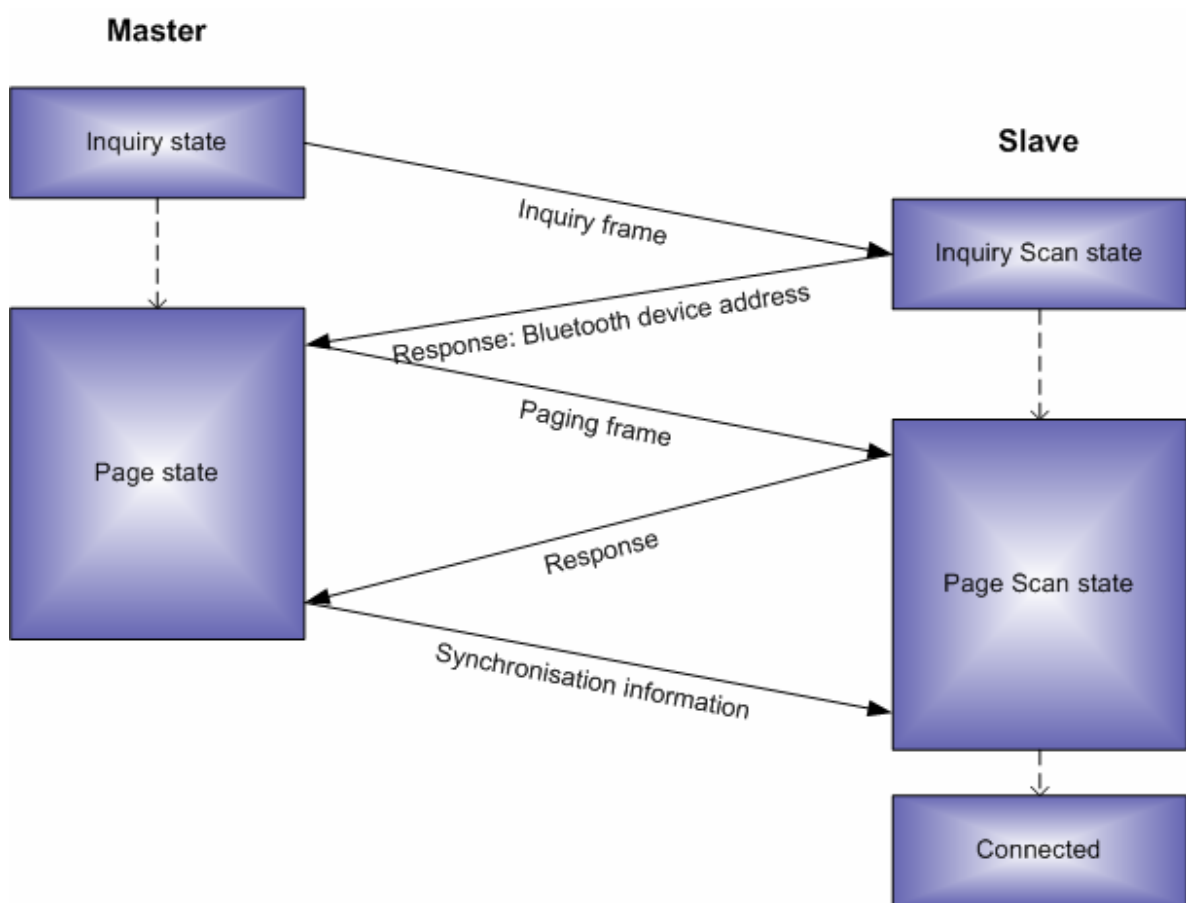 Master
Inquiry state
Slave
Inquiry frame
Inquiry Scan state
Response: Bluetooth device address
Paging frame
Page state
Response
Page Scan state
Synchronisation information
Connected